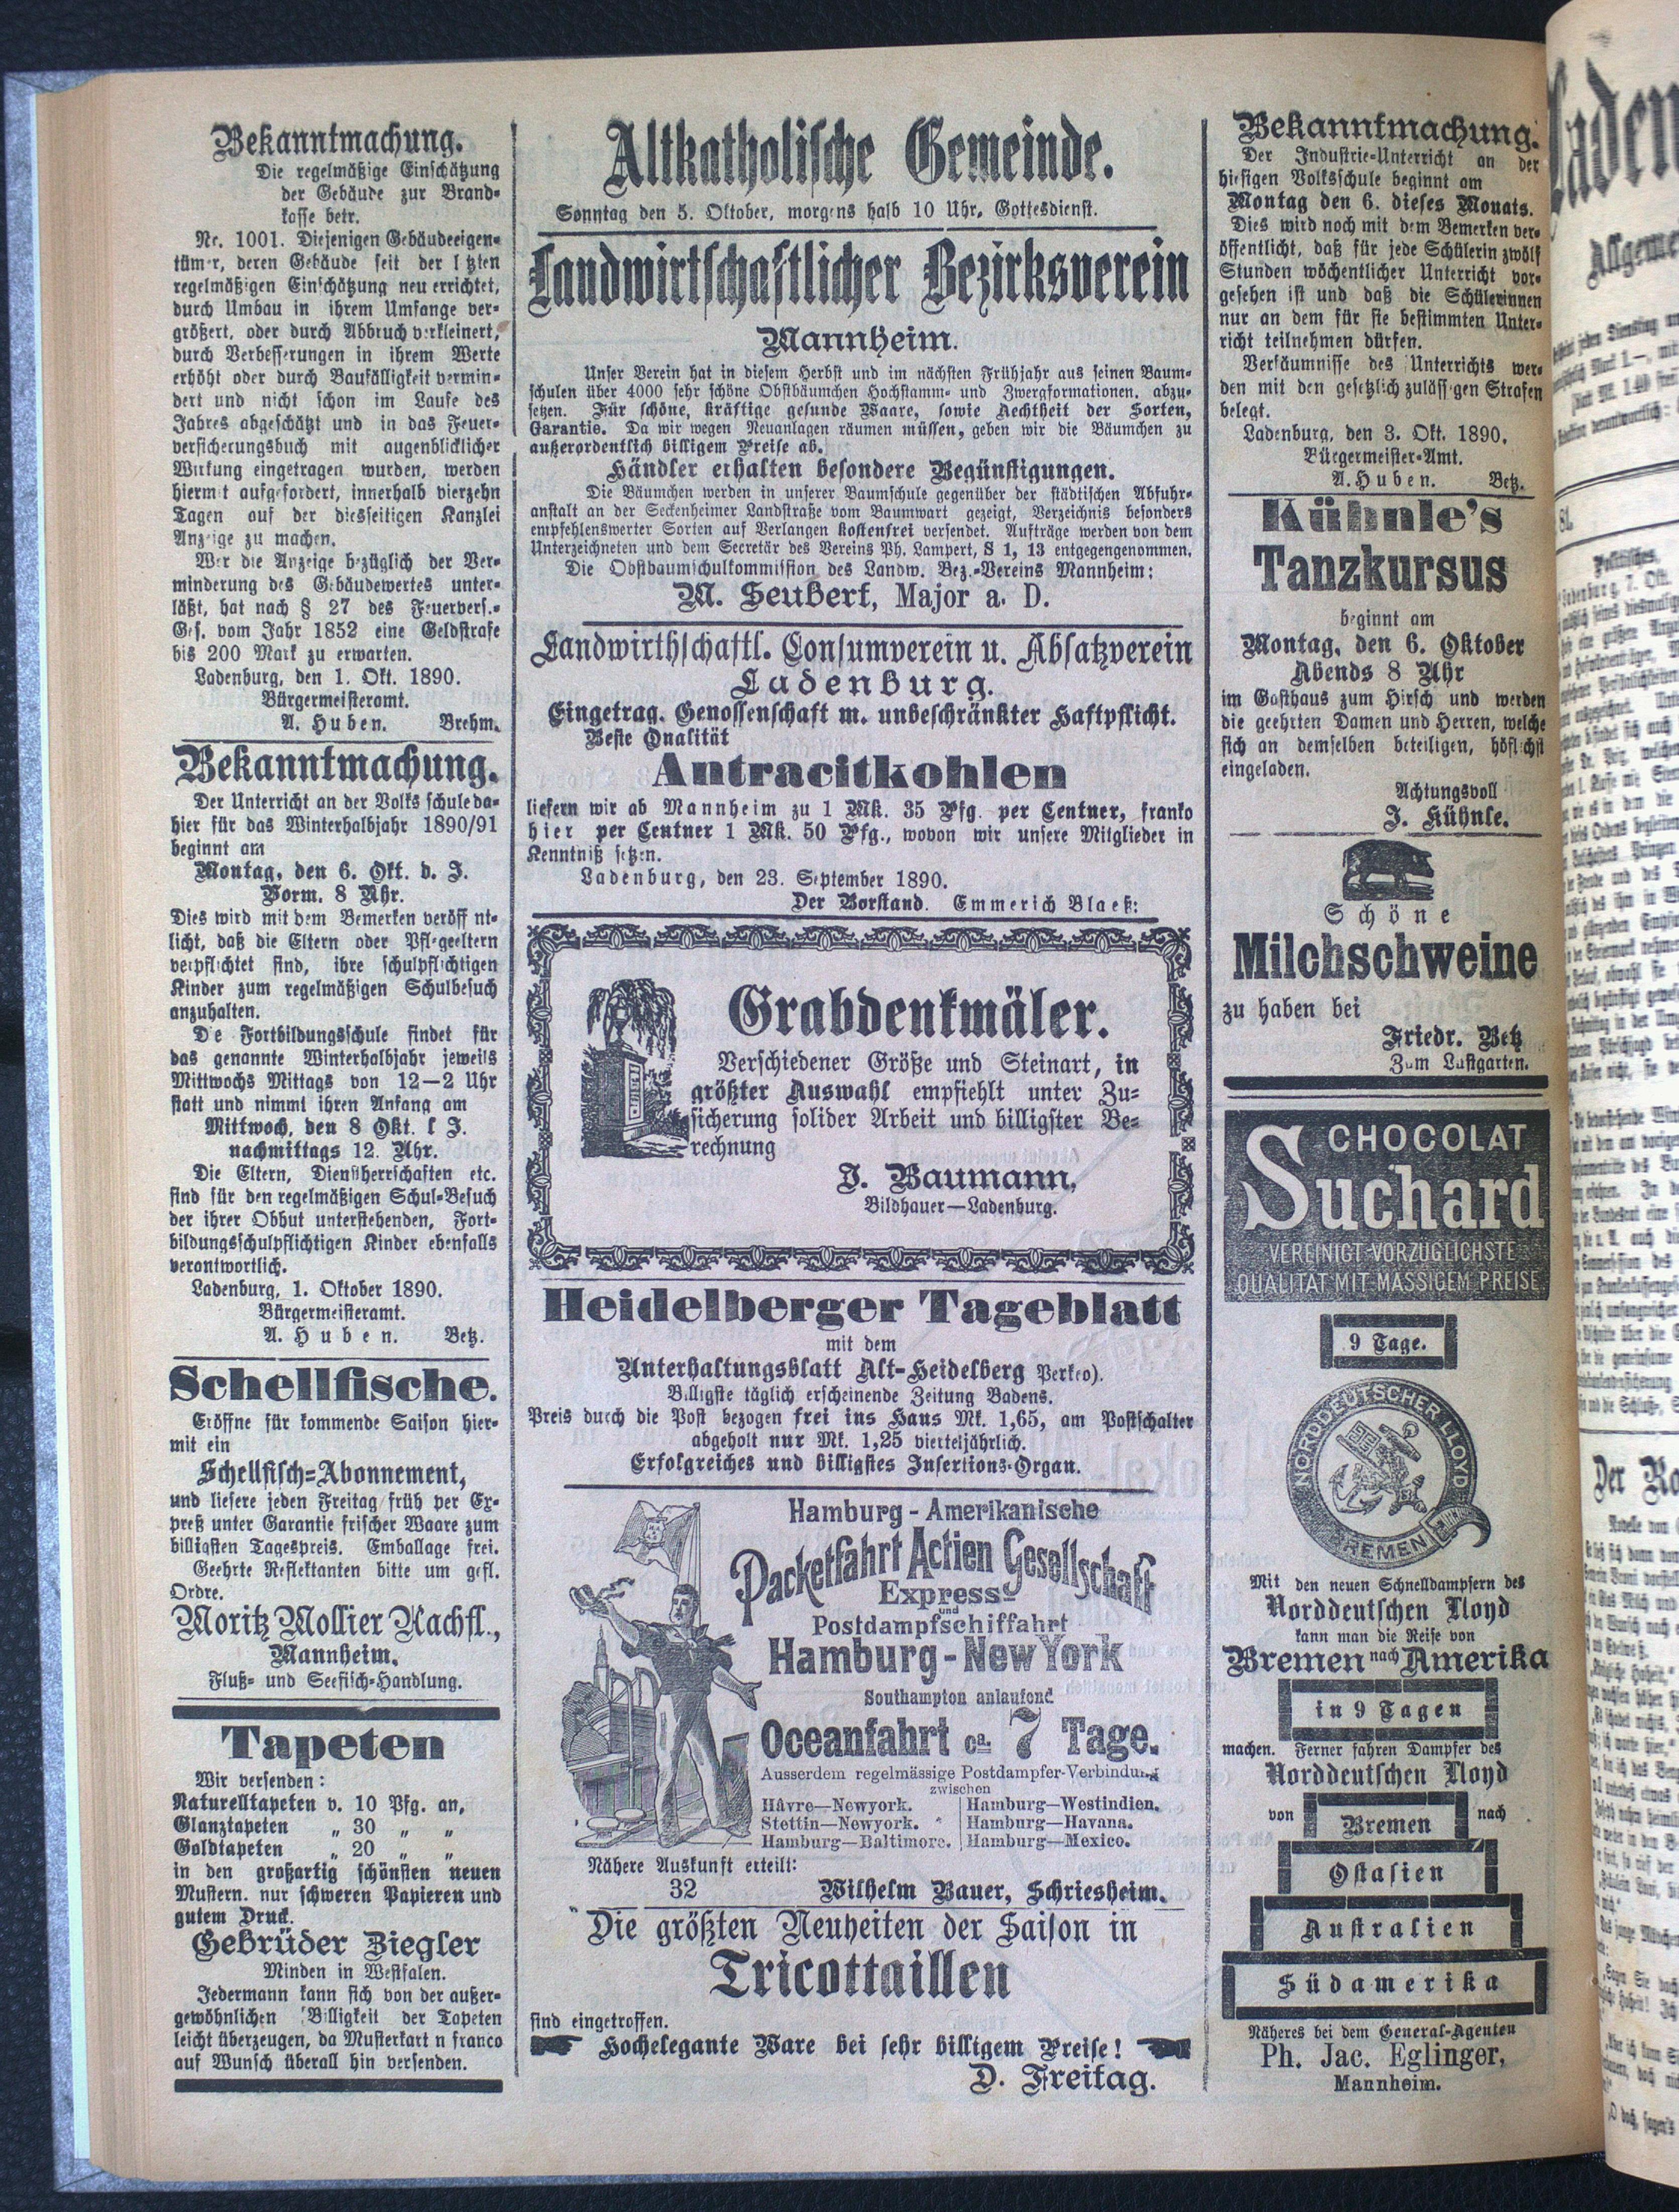 Bekanntmachung.
Die regelmäßige Einschätzung
der Gebäude zur Brand-
kasse betr.
Nr. 1001. Diejenigen Gebäudeeigen-
tümer, deren Gebäude seit der letzten
regelmäßigen Einschätzung neu errichtet,
durch Umbau in ihrem Umfange ver-
größert, oder durch Abbruch verkleinert,
durch Verbesserungen in ihrem Werte
erhöht oder durch Baufälligkeit vermin-
dert und nicht schon im Laufe des
Jahres abgeschätzt und in das Feuer-
versicherungsbuch mit augenblicklicher
Wirkung eingetragen wurden, werden
hiermit aufgefordert, innerhalb vierzehn
Tagen auf der diesseitigen Kanzlei
Anzeige zu machen.
Wer die Anzeige bezüglich der Ver-
minderung des Gebäudewertes unter-
läßt, hat nach § 27 des Feuervers.-
Ges. vom Jahr 1852 eine Geldstrafe
bis 200 Mark zu erwarten.
Ladenburg, den 1. Okt. 1890.
Bürgermeisteramt.
A. Huben. Brehm.
Bekanntmachung.
Der Unterricht an der Volksschule da-
hier für das Winterhalbjahr 1890/91
beginnt am
Montag, den 6. Okt. d. J.
Vorm. 8 Uhr.
Dies wird mit dem Bemerken veröffent-
licht, daß die Eltern oder Pflegeeltern
verpflichtet sind, ihre schulpflichtigen
Kinder zum regelmäßigen Schulbesuch
anzuhalten.
Die Fortbildungsschule findet für
das genannte Winterhalbjahr jeweils
Mittwochs Mittags von 12—2 Uhr
statt und nimmt ihren Anfang am
Mittwoch, den 8 Okt. l J.
nachmittags 12. Uhr.
Die Eltern, Dienstherrschaften etc.
sind für den regelmäßigen Schul-Besuch
der ihrer Obhut unterstehenden, Fort-
bildungsschulpflichtigen Kinder ebenfalls
verantwortlich.
Ladenburg, 1. Oktober 1890.
Bürgermeisteramt.
A. Huben. Betz.
Schellfische.
Eröffne für kommende Saison hier-
mit ein
Schellfisch=Abonnement,
und liefere jeden Freitag früh per Ex-
preß unter Garantie frischer Waare zum
billigsten Tagespreis. Emballage frei.
Geehrte Reflektanten bitte um gefl.
Ordre.
Moritz Mollier Nachfl.,
Mannheim.
Fluß- und Seefisch-Handlung.
Tapeten
Wir versenden:
Naturelltapeten v. 10 Pfg. an,
Glanztapeten „ 30 „ „
Goldtapeten „ 20 „ „
in den großartig schönsten neuen
Mustern. nur schweren Papieren und
gutem Druck.
Gebrüder Ziegler
Minden in Westfalen.
Jedermann kann sich von der außer-
gewöhnlichen Billigkeit der Tapeten
leicht überzeugen, da Musterkarten franco
auf Wunsch überall hin versenden.
Altkatholische Gemeinde.
Sonntag den 5. Oktober, morgens halb 10 Uhr, Gottesdienst.
Landwirtschaftlicher Bezirksverein
Mannheim.
Unser Verein hat in diesem Herbst und im nächsten Frühjahr aus seinen Baum-
schulen über 4000 sehr schöne Obstbäumchen Hochstamm- und Zwergformationen. abzu-
setzen. Für schöne, kräftige gesunde Waare, sowie Aechtheit der Sorten,
Garantie. Da wir wegen Neuanlagen räumen müssen, geben wir die Bäumchen zu
außerordentlich billigem Preise ab.
Händler erhalten besondere Begünstigungen.
Die Bäumchen werden in unserer Baumschule gegenüber der städtischen Abfuhr-
anstalt an der Seckenheimer Landstraße vom Baumwart gezeigt, Verzeichnis besonders
empfehlenswerter Sorten auf Verlangen kostenfrei versendet. Aufträge werden von dem
Unterzeichneten und dem Secretär des Vereins Ph. Lampert, S 1, 13 entgegengenommen.
Die Obstbaumschulkommission des Landw. Bez.-Vereins Mannheim:
M. Seubert, Major a. D.
Landwirthschaftl. Consumverein u. Absatzverein
Ladenburg.
Eingetrag. Genossenschaft m. unbeschränkter Haftpflicht.
Beste Qualität
Antracitkohlen
liefern wir ab Mannheim zu 1 Mk. 35 Pfg. per Centner, franko
hier per Centner 1 Mk. 50 Pfg., wovon wir unsere Mitglieder in
Kenntniß setzen.
Ladenburg, den 23. September 1890.
Der Vorstand. Emmerich Blaeß:
Grabdenkmäler.
Verschiedener Größe und Steinart, in
größter Auswahl empfiehlt unter Zu=
sicherung solider Arbeit und billigster Be=
rechnung
J. Baumann,
Bildhauer—Ladenburg.
Heidelberger Tageblatt
mit dem
Unterhaltungsblatt Alt-Heidelberg Perkeo).
Billigste täglich erscheinende Zeitung Badens.
Preis durch die Post bezogen frei ins Haus Mk. 1,65, am Postschalter
abgeholt nur Mk. 1,25 vierteljährlich.
Erfolgreiches und billigstes Insertions-Organ.
Hamburg - Amerikanische
Packetfahrt Actien Gesellschaft
Express-
und
Postdampfschiffahrt
Hamburg - New York
Southampton anlaufend
Oceanfahrt ca. 7 Tage.
Ausserdem regelmässige Postdampfer-Verbindung
zwischen
Hâvre—Newyork. Hamburg—Westindien.
Stettin—Newyork. Hamburg—Havana.
Hamburg—Baltimore. Hamburg—Mexico.
Nähere Auskunft erteilt:
32 Wilhelm Bauer, Schriesheim.
Die größten Neuheiten der Saison in
Tricottaillen
sind eingetroffen.
Hochelegante Ware bei sehr billigem Preise!
D. Freitag.
Bekanntmachung.
Der Industrie-Unterricht an der
hiesigen Volksschule beginnt am
Montag den 6. dieses Monats.
Dies wird noch mit dem Bemerken ver-
öffentlicht, daß für jede Schülerin zwölf
Stunden wöchentlicher Unterricht vor-
gesehen ist und daß die Schülerinnen
nur an dem für sie bestimmten Unter-
richt teilnehmen dürfen.
Versäumnisse des Unterrichts wer-
den mit den gesetzlich zulässigen Strafen
belegt.
Ladenburg, den 3. Okt. 1890.
Bürgermeister-Amt.
A. Huben. Betz.
Kühnle's
Tanzkursus
beginnt am
Montag, den 6. Oktober
Abends 8 Uhr
im Gasthaus zum Hirsch und werden
die geehrten Damen und Herren, welche
sich an demselben beteiligen, höflichst
eingeladen.
Achtungsvoll
J. Kühnle.
Schöne
Milchschweine
zu haben bei
Friedr. Betz
Zum Lustgarten.
CHOCOLAT
Suchard
VEREINIGT VORZÜGLICHSTE
QUALITÄT MIT MÄSSIGEM PREISE
9 Tage.
NORDDEUTSCHER LLOYD
BREMEN
Mit den neuen Schnelldampfern des
Norddeutschen Lloyd
kann man die Reise von
Bremen nach Amerika
in 9 Tagen
machen. Ferner fahren Dampfer des
Norddeutschen Lloyd
von Bremen nach
Ostasien
Australien
Südamerika
Näheres bei dem General-Agenten
Ph. Jac. Eglinger,
Mannheim.